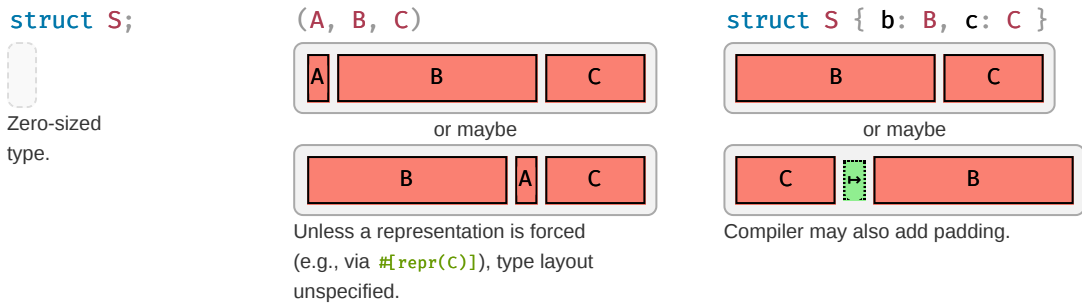 struct S;
Zero-sized
type.
(A, B, C)
A B C
or maybe
B A C
Unless a representation is forced
(e.g., via #[repr(C)]), type layout
unspecified.
struct S { b: B, c: C }
B C
or maybe
C ↦ B
Compiler may also add padding.